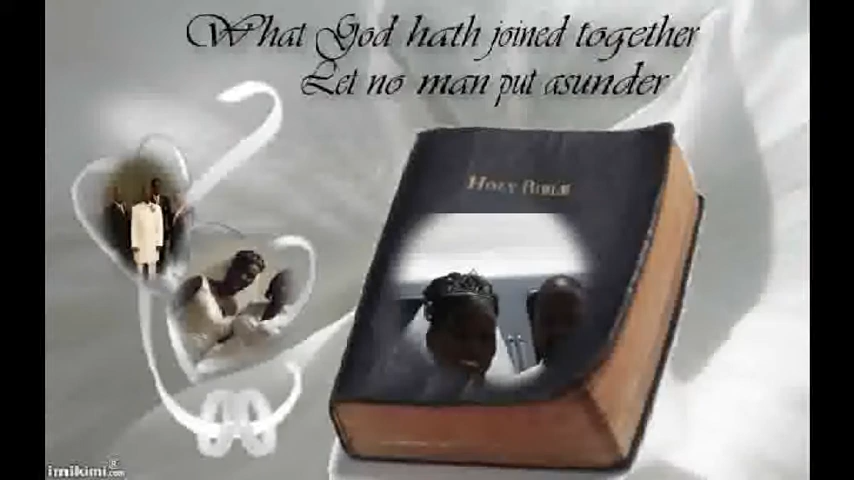 What God hath joined together
Let no man put asunder
HOLY BIBLE
imikimi.com